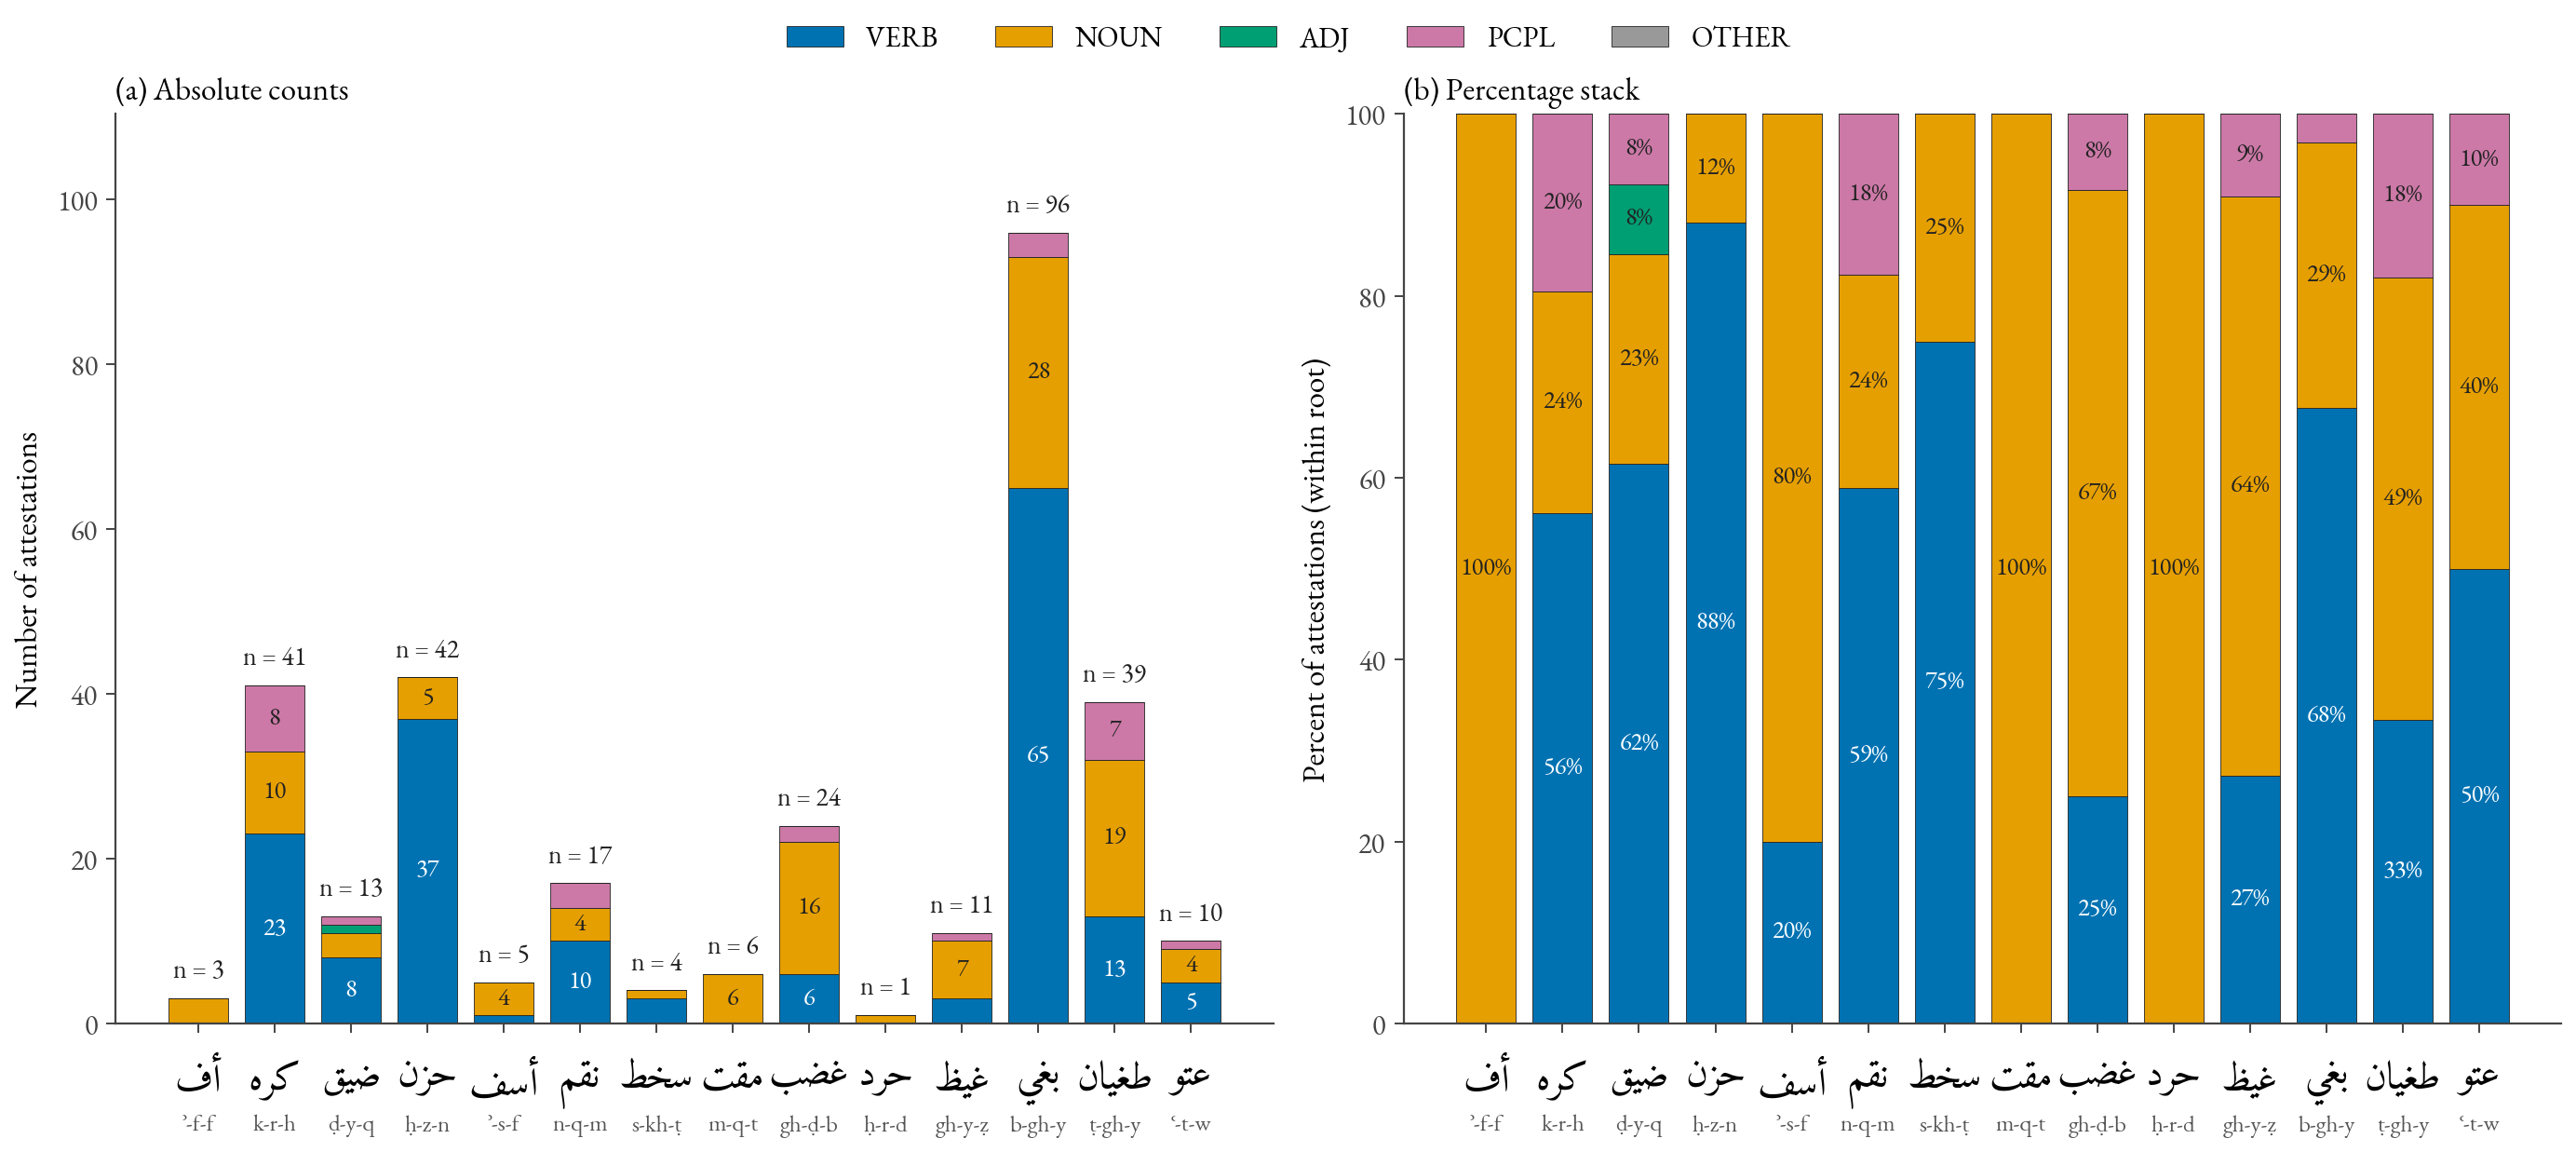 VERB NOUN ADJ PCPL OTHER
(a) Absolute counts
Number of attestations
100
80
60
40
20
0
n = 3
n = 41
8
10
23
n = 13
8
n = 42
5
37
n = 5
4
n = 17
4
10
n = 4
n = 6
6
n = 24
16
6
n = 1
n = 11
7
n = 96
28
65
n = 39
7
19
13
n = 10
4
5
أف كره ضيق حزن أسف نقم سخط مقت غضب حرد غيظ بغي طغيان عتو
ʾ-f-f k-r-h ḍ-y-q ḥ-z-n ʾ-s-f n-q-m s-kh-ṭ m-q-t gh-ḍ-b ḥ-r-d gh-y-ẓ b-gh-y ṭ-gh-y ʿ-t-w
(b) Percentage stack
Percent of attestations (within root)
100
80
60
40
20
0
100%
20%
24%
56%
8%
8%
23%
62%
12%
88%
80%
20%
18%
24%
59%
25%
75%
100%
8%
67%
25%
100%
9%
64%
27%
29%
68%
18%
49%
33%
10%
40%
50%
أف كره ضيق حزن أسف نقم سخط مقت غضب حرد غيظ بغي طغيان عتو
ʾ-f-f k-r-h ḍ-y-q ḥ-z-n ʾ-s-f n-q-m s-kh-ṭ m-q-t gh-ḍ-b ḥ-r-d gh-y-ẓ b-gh-y ṭ-gh-y ʿ-t-w